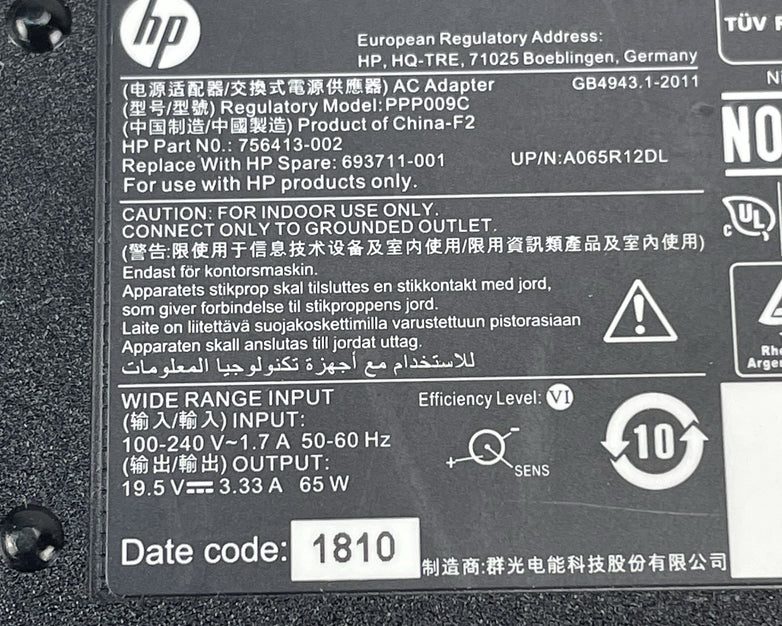 hp
European Regulatory Address:
HP, HQ-TRE, 71025 Boeblingen, Germany
(电源适配器/交換式電源供應器) AC Adapter GB4943.1-2011
(型号/型號) Regulatory Model: PPP009C
(中国制造/中國製造) Product of China-F2
HP Part N0.: 756413-002
Replace With HP Spare: 693711-001 UP/N:A065R12DL
For use with HP products only.
CAUTION: FOR INDOOR USE ONLY.
CONNECT ONLY TO GROUNDED OUTLET.
(警告:限使用于信息技术设备及室内使用/限用資訊類產品及室內使用)
Endast för kontorsmaskin.
Apparatets stikprop skal tilsluttes en stikkontakt med jord,
som giver forbindelse til stikproppens jord.
Laite on liitettävä suojakoskettimilla varustettuun pistorasiaan
Apparaten skall anslutas till jordat uttag.
للاستخدام مع أجهزة تكنولوجيا المعلومات
WIDE RANGE INPUT Efficiency Level: VI
(输入/輸入) INPUT:
100-240 V~1.7 A 50-60 Hz
(输出/輸出) OUTPUT:
19.5 V⎓ 3.33 A 65 W
+ - SENS
10
Date code: 1810
制造商:群光电能科技股份有限公司
TÜV
NO
c UL